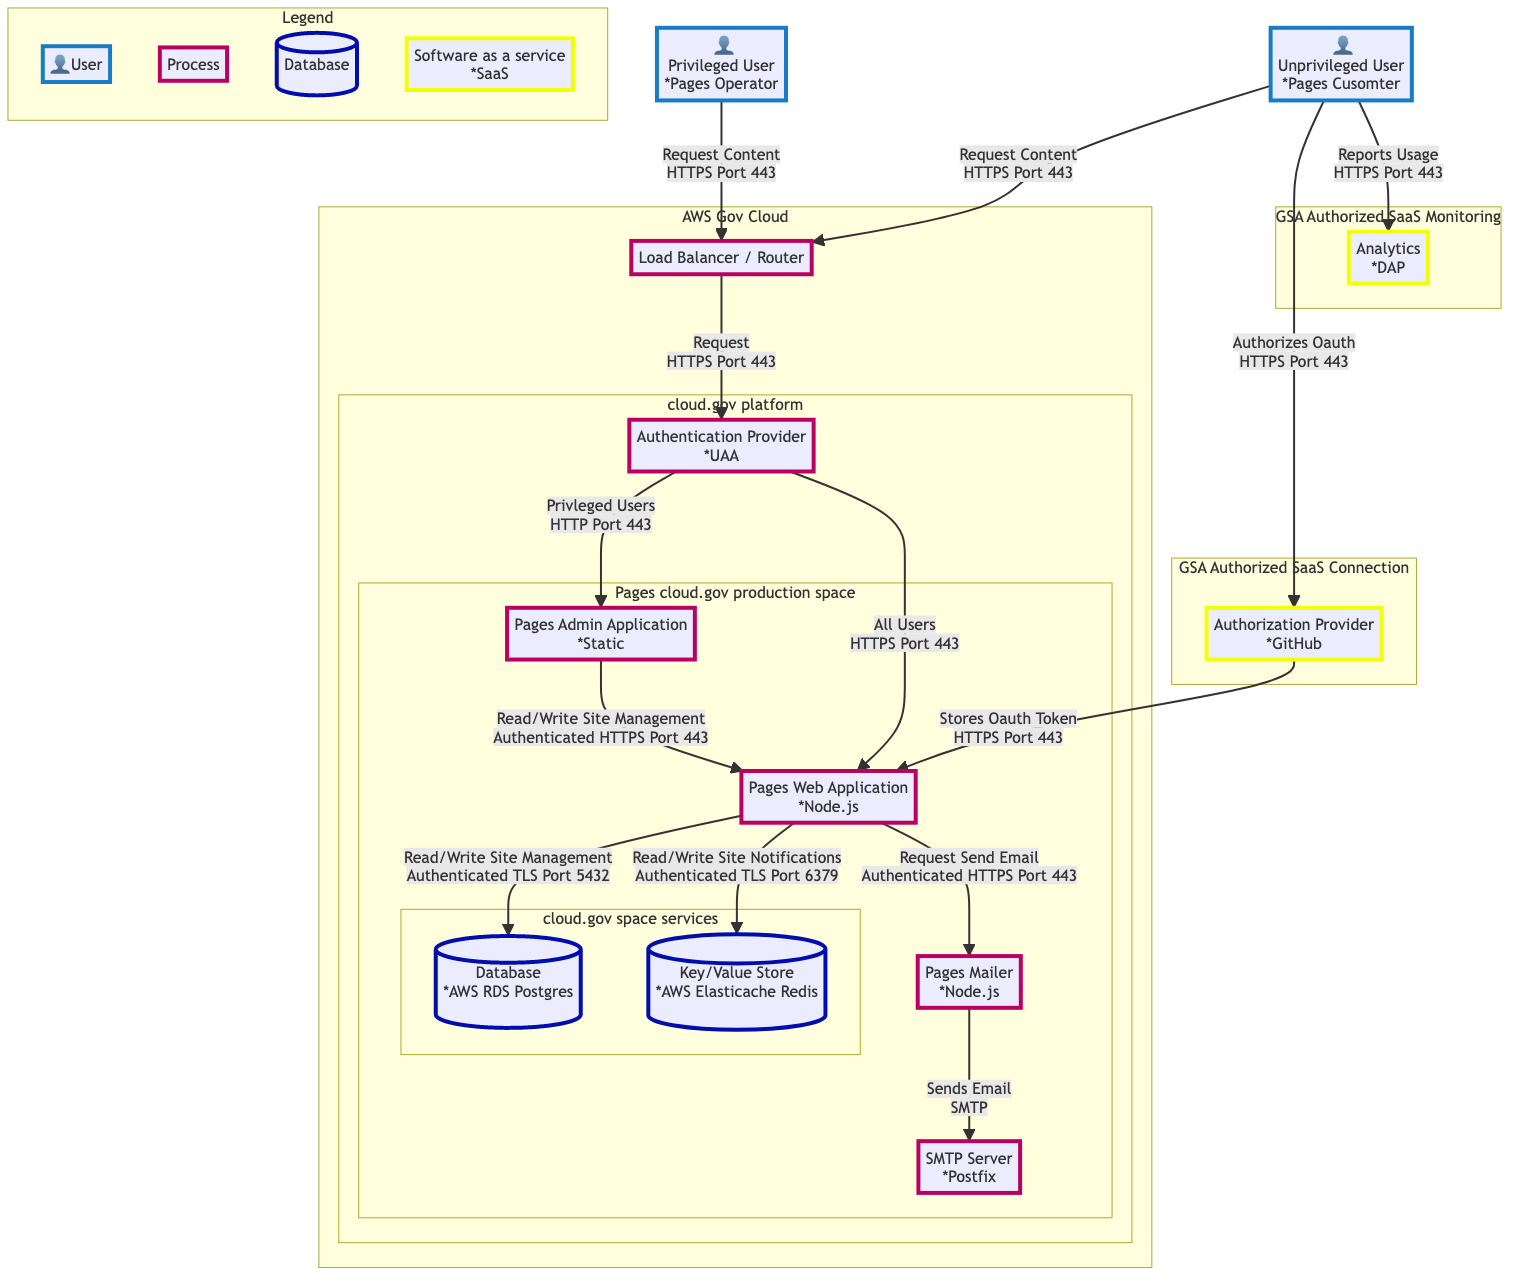 Legend
👤User
Process
Database
Software as a service
*SaaS
👤
Privileged User
*Pages Operator
👤
Unprivileged User
*Pages Cusomter
Request Content
HTTPS Port 443
Request Content
HTTPS Port 443
Reports Usage
HTTPS Port 443
AWS Gov Cloud
GSA Authorized SaaS Monitoring
Load Balancer / Router
Analytics
*DAP
Request
HTTPS Port 443
Authorizes Oauth
HTTPS Port 443
cloud.gov platform
Authentication Provider
*UAA
Privleged Users
HTTP Port 443
GSA Authorized SaaS Connection
Pages cloud.gov production space
Pages Admin Application
*Static
All Users
HTTPS Port 443
Authorization Provider
*GitHub
Read/Write Site Management
Authenticated HTTPS Port 443
Stores Oauth Token
HTTPS Port 443
Pages Web Application
*Node.js
Read/Write Site Management
Authenticated TLS Port 5432
Read/Write Site Notifications
Authenticated TLS Port 6379
Request Send Email
Authenticated HTTPS Port 443
cloud.gov space services
Database
*AWS RDS Postgres
Key/Value Store
*AWS Elasticache Redis
Pages Mailer
*Node.js
Sends Email
SMTP
SMTP Server
*Postfix